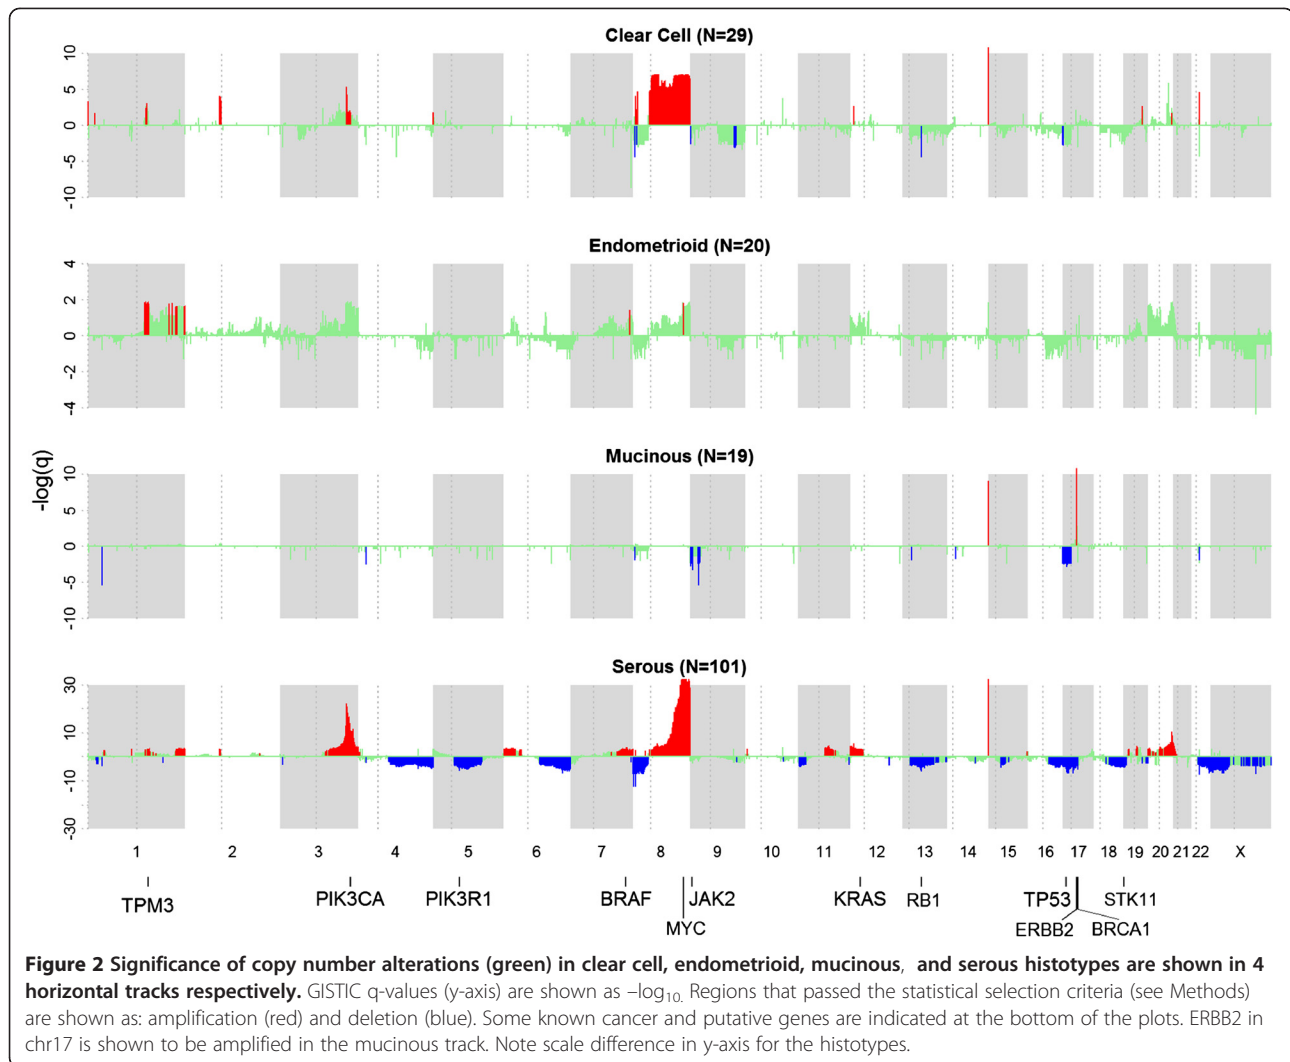 Clear Cell (N=29)
10
5
0
-5
-10
Endometrioid (N=20)
4
2
0
-2
-4
Mucinous (N=19)
10
5
0
-5
-10
-log(q)
Serous (N=101)
30
10
-10
-30
1 2 3 4 5 6 7 8 9 10 11 12 13 14 15 16 17 18 19 20 21 22 X
TPM3 PIK3CA PIK3R1 BRAF JAK2 KRAS RB1 TP53 STK11
MYC ERBB2 BRCA1
Figure 2 Significance of copy number alterations (green) in clear cell, endometrioid, mucinous, and serous histotypes are shown in 4
horizontal tracks respectively. GISTIC q-values (y-axis) are shown as –log10. Regions that passed the statistical selection criteria (see Methods)
are shown as: amplification (red) and deletion (blue). Some known cancer and putative genes are indicated at the bottom of the plots. ERBB2 in
chr17 is shown to be amplified in the mucinous track. Note scale difference in y-axis for the histotypes.